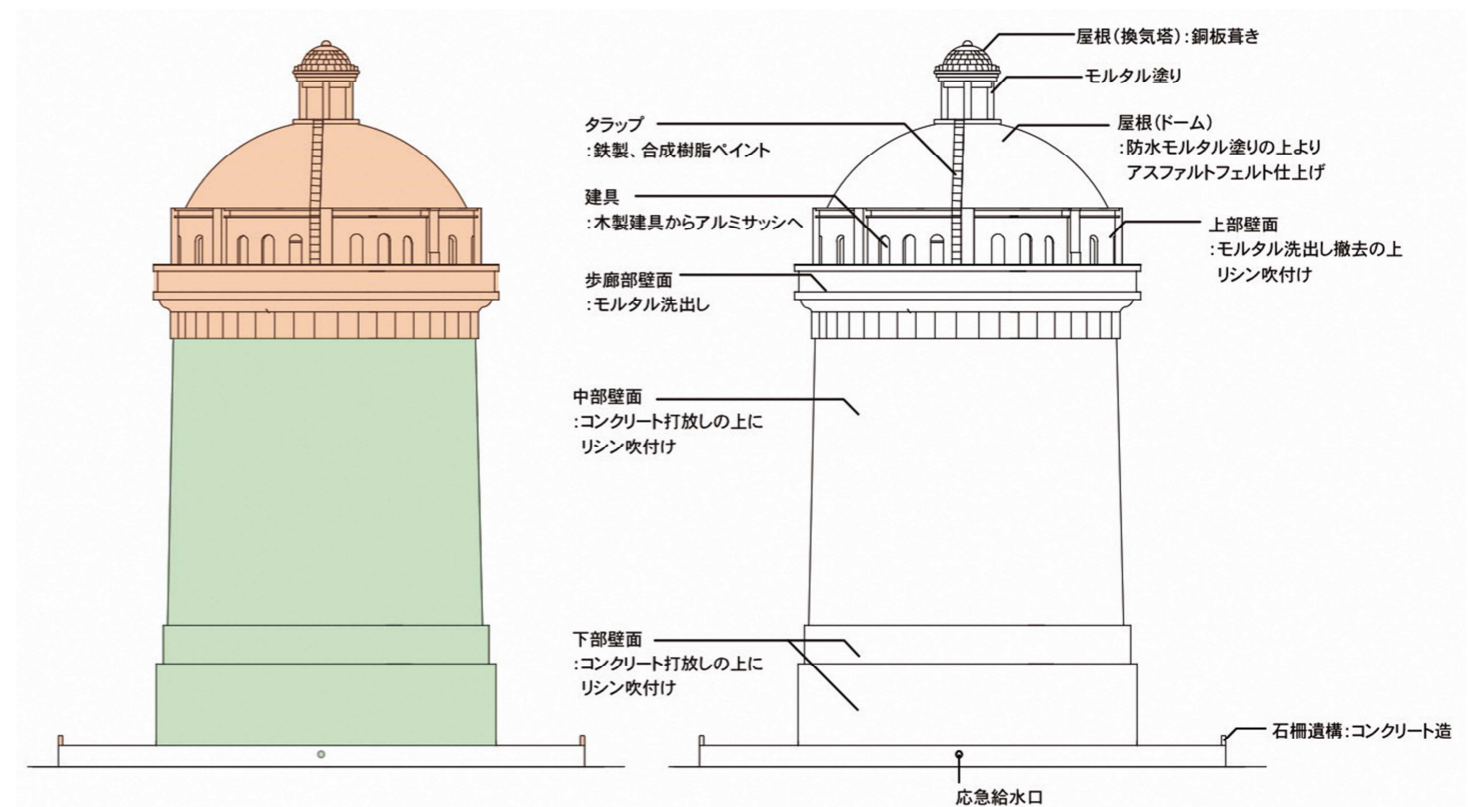 屋根(換気塔):銅板葺き
モルタル塗り
タラップ
:鉄製、合成樹脂ペイント
屋根(ドーム)
:防水モルタル塗りの上より
アスファルトフェルト仕上げ
建具
:木製建具からアルミサッシへ
上部壁面
:モルタル洗出し撤去の上
リシン吹付け
歩廊部壁面
:モルタル洗出し
中部壁面
:コンクリート打放しの上に
リシン吹付け
下部壁面
:コンクリート打放しの上に
リシン吹付け
石柵遺構:コンクリート造
応急給水口